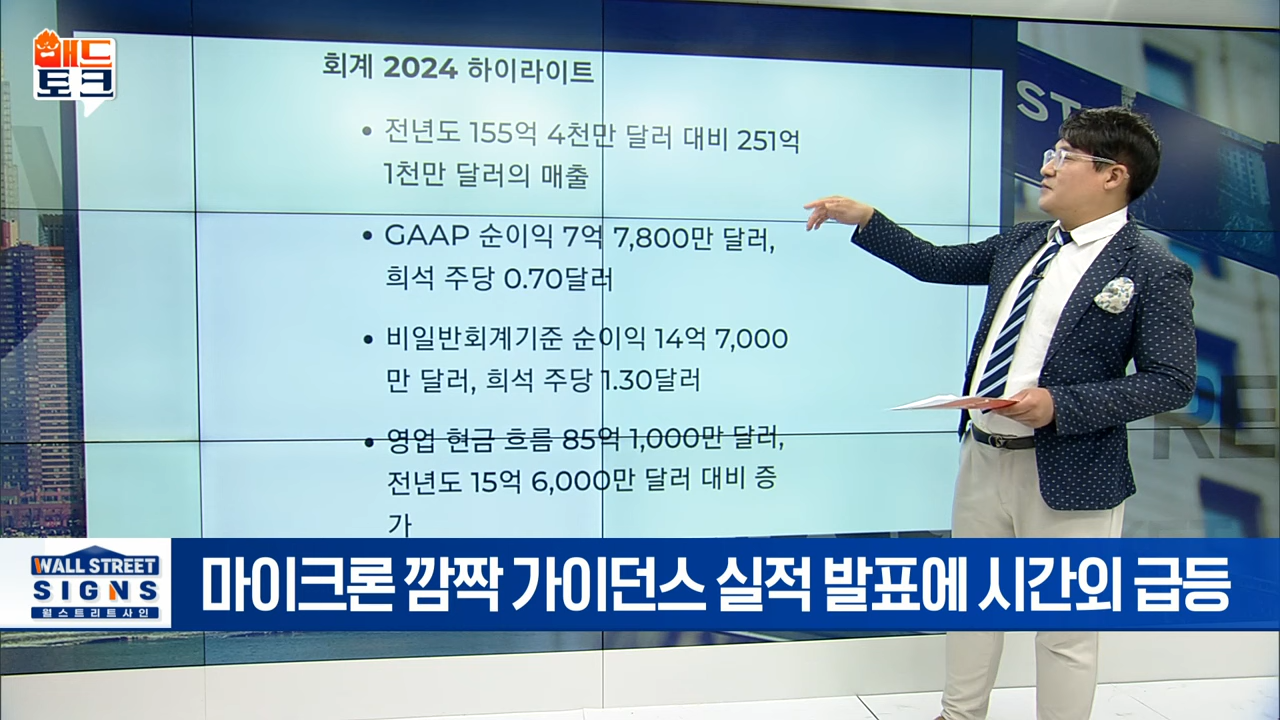 매드
토크
회계 2024 하이라이트
• 전년도 155억 4천만 달러 대비 251억
1천만 달러의 매출
• GAAP 순이익 7억 7,800만 달러,
희석 주당 0.70달러
• 비일반회계기준 순이익 14억 7,000
만 달러, 희석 주당 1.30달러
• 영업 현금 흐름 85억 1,000만 달러,
전년도 15억 6,000만 달러 대비 증
가
ST
RE
WALL STREET
SIGNS
월스트리트사인
마이크론 깜짝 가이던스 실적 발표에 시간외 급등